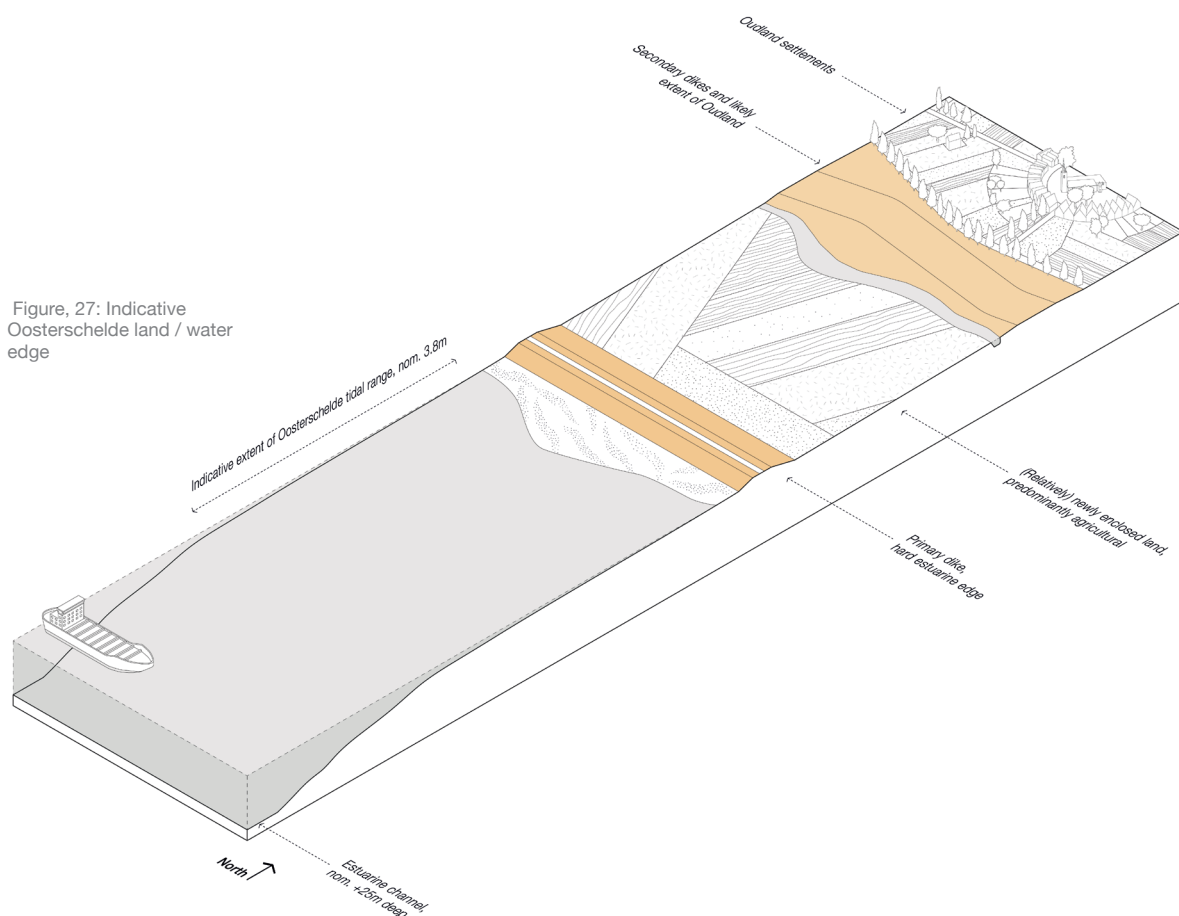 Oudland settlements
Secondary dikes and likely
extent of Oudland
Figure, 27: Indicative
Oosterschelde land / water
edge
Indicative extent of Oosterschelde tidal range, nom. 3.8m
(Relatively) newly enclosed land,
predominantly agricultural
Primary dike,
hard estuarine edge
North
Estuarine channel,
nom. +25m deep